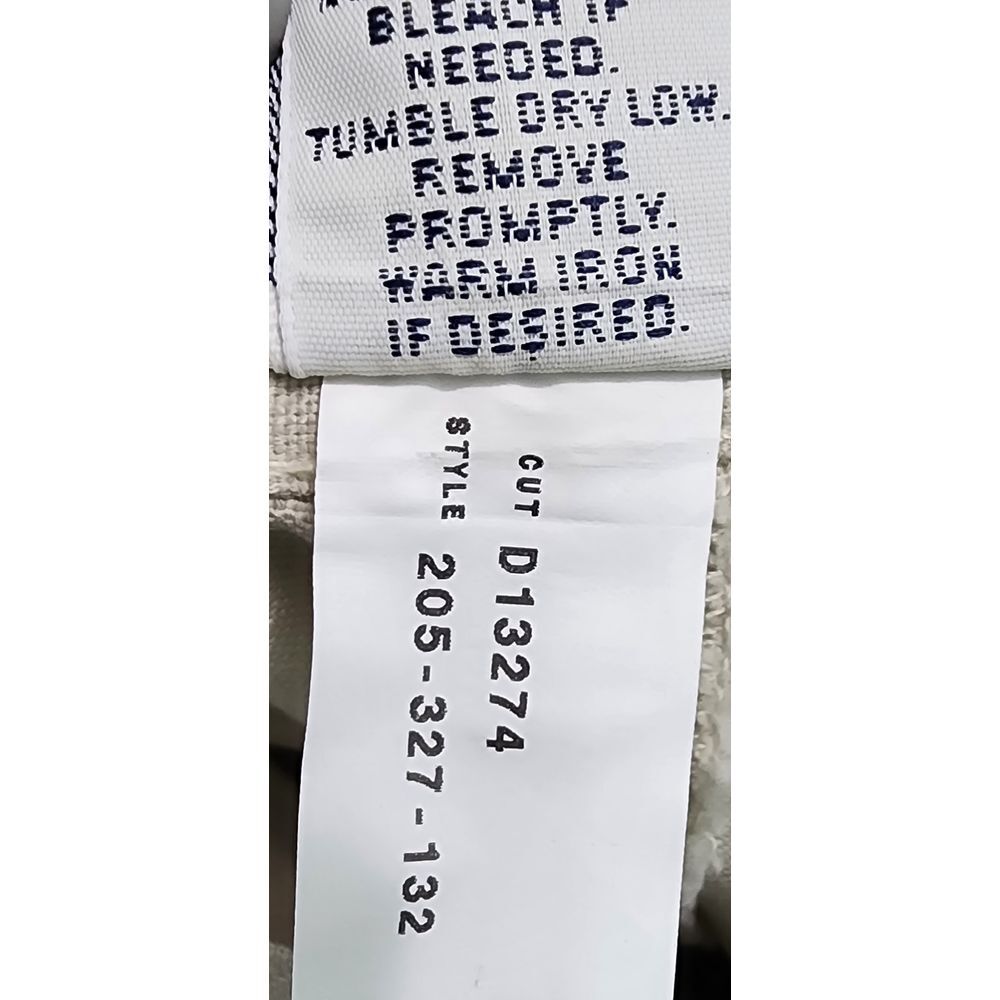 BLEACH IF
NEEDED.
TUMBLE DRY LOW.
REMOVE
PROMPTLY.
WARM IRON
IF DESIRED.
CUT D13274
STYLE 205-327-132